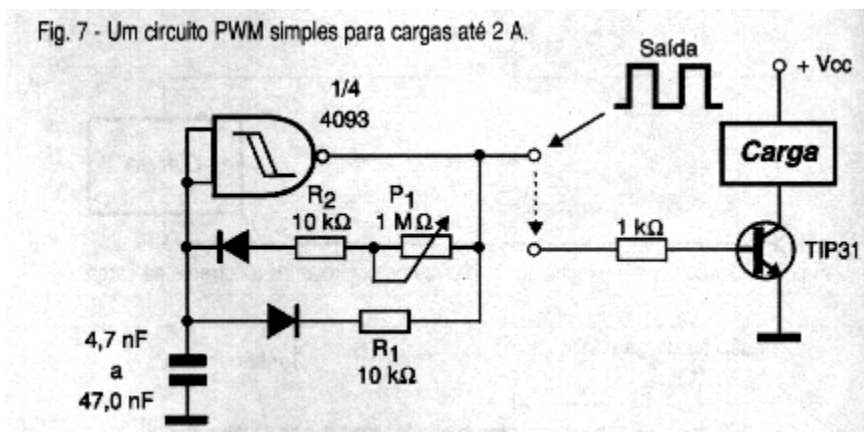 Fig. 7 - Um circuito PWM simples para cargas até 2 A.
Saída
+ Vcc
1/4
4093
Carga
R2
10 kΩ
P1
1 MΩ
1 kΩ
TIP31
R1
10 kΩ
4,7 nF
a
47,0 nF